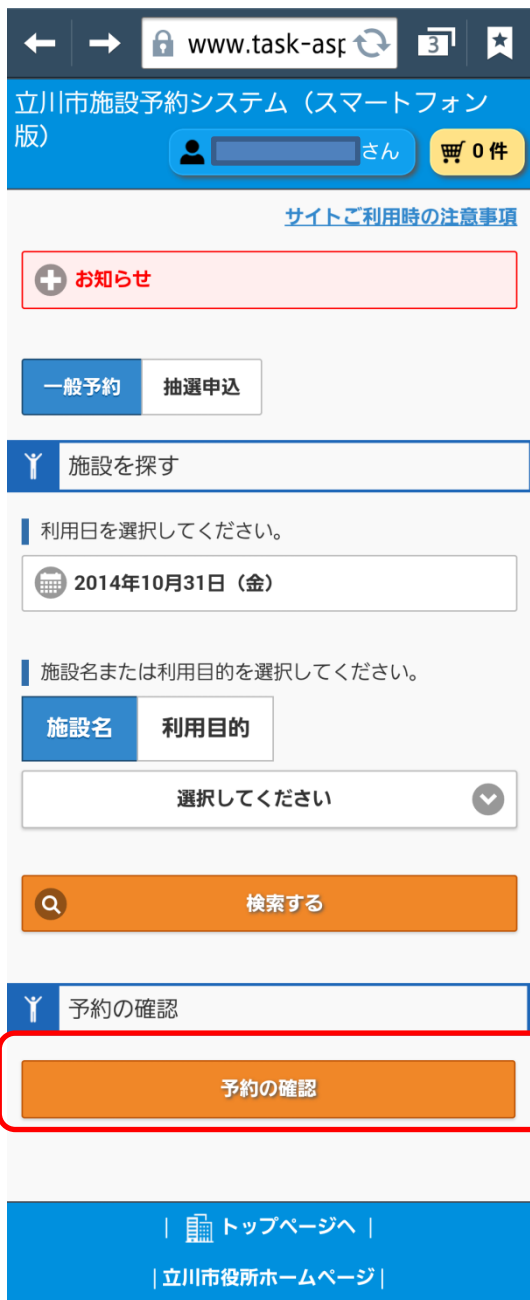 www.task-asp
3
立川市施設予約システム（スマートフォン
版）
さん
0 件
サイトご利用時の注意事項
お知らせ
一般予約 抽選申込
施設を探す
利用日を選択してください。
2014年10月31日（金）
施設名または利用目的を選択してください。
施設名 利用目的
選択してください
検索する
予約の確認
予約の確認
| トップページへ |
|立川市役所ホームページ|